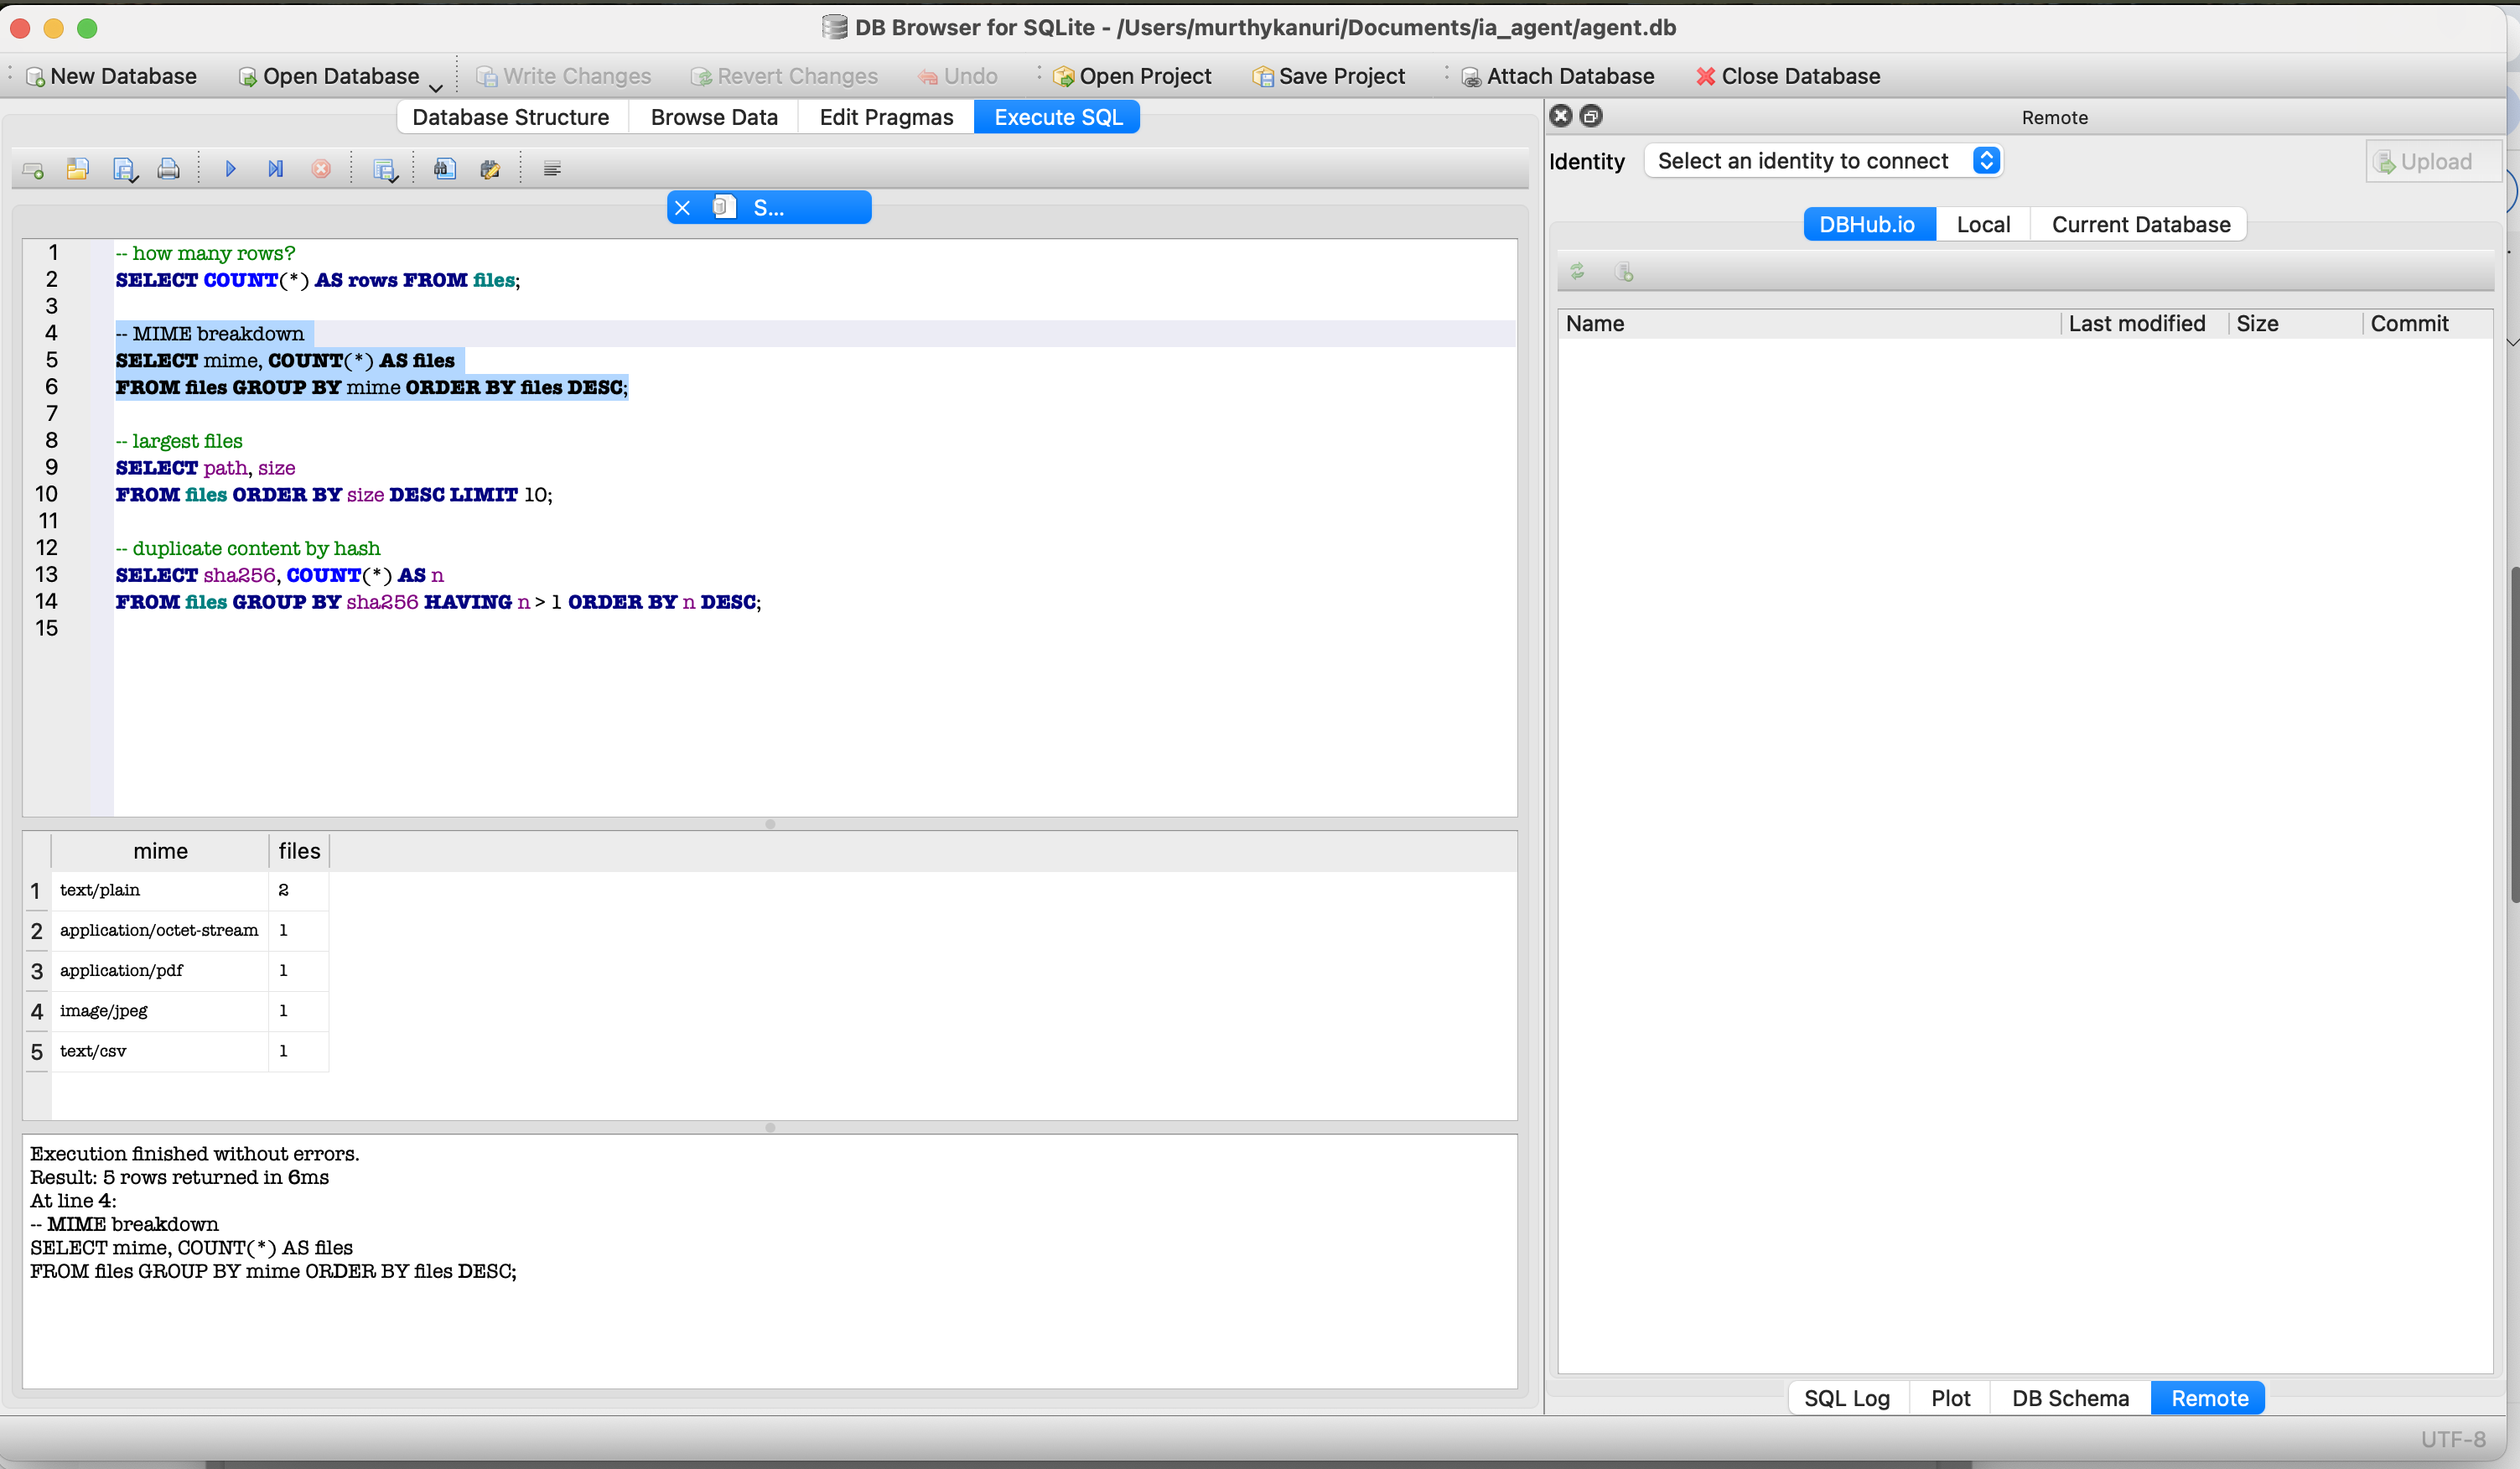 DB Browser for SQLite - /Users/murthykanuri/Documents/ia_agent/agent.db
New Database Open Database Write Changes Revert Changes Undo Open Project Save Project Attach Database Close Database
Database Structure Browse Data Edit Pragmas Execute SQL
S...
1 -- how many rows?
2 SELECT COUNT(*) AS rows FROM files;
3
4 -- MIME breakdown
5 SELECT mime, COUNT(*) AS files
6 FROM files GROUP BY mime ORDER BY files DESC;
7
8 -- largest files
9 SELECT path, size
10 FROM files ORDER BY size DESC LIMIT 10;
11
12 -- duplicate content by hash
13 SELECT sha256, COUNT(*) AS n
14 FROM files GROUP BY sha256 HAVING n > 1 ORDER BY n DESC;
15
mime files
1 text/plain 2
2 application/octet-stream 1
3 application/pdf 1
4 image/jpeg 1
5 text/csv 1
Execution finished without errors.
Result: 5 rows returned in 6ms
At line 4:
-- MIME breakdown
SELECT mime, COUNT(*) AS files
FROM files GROUP BY mime ORDER BY files DESC;
Remote
Identity Select an identity to connect Upload
DBHub.io Local Current Database
Name Last modified Size Commit
SQL Log Plot DB Schema Remote
UTF-8